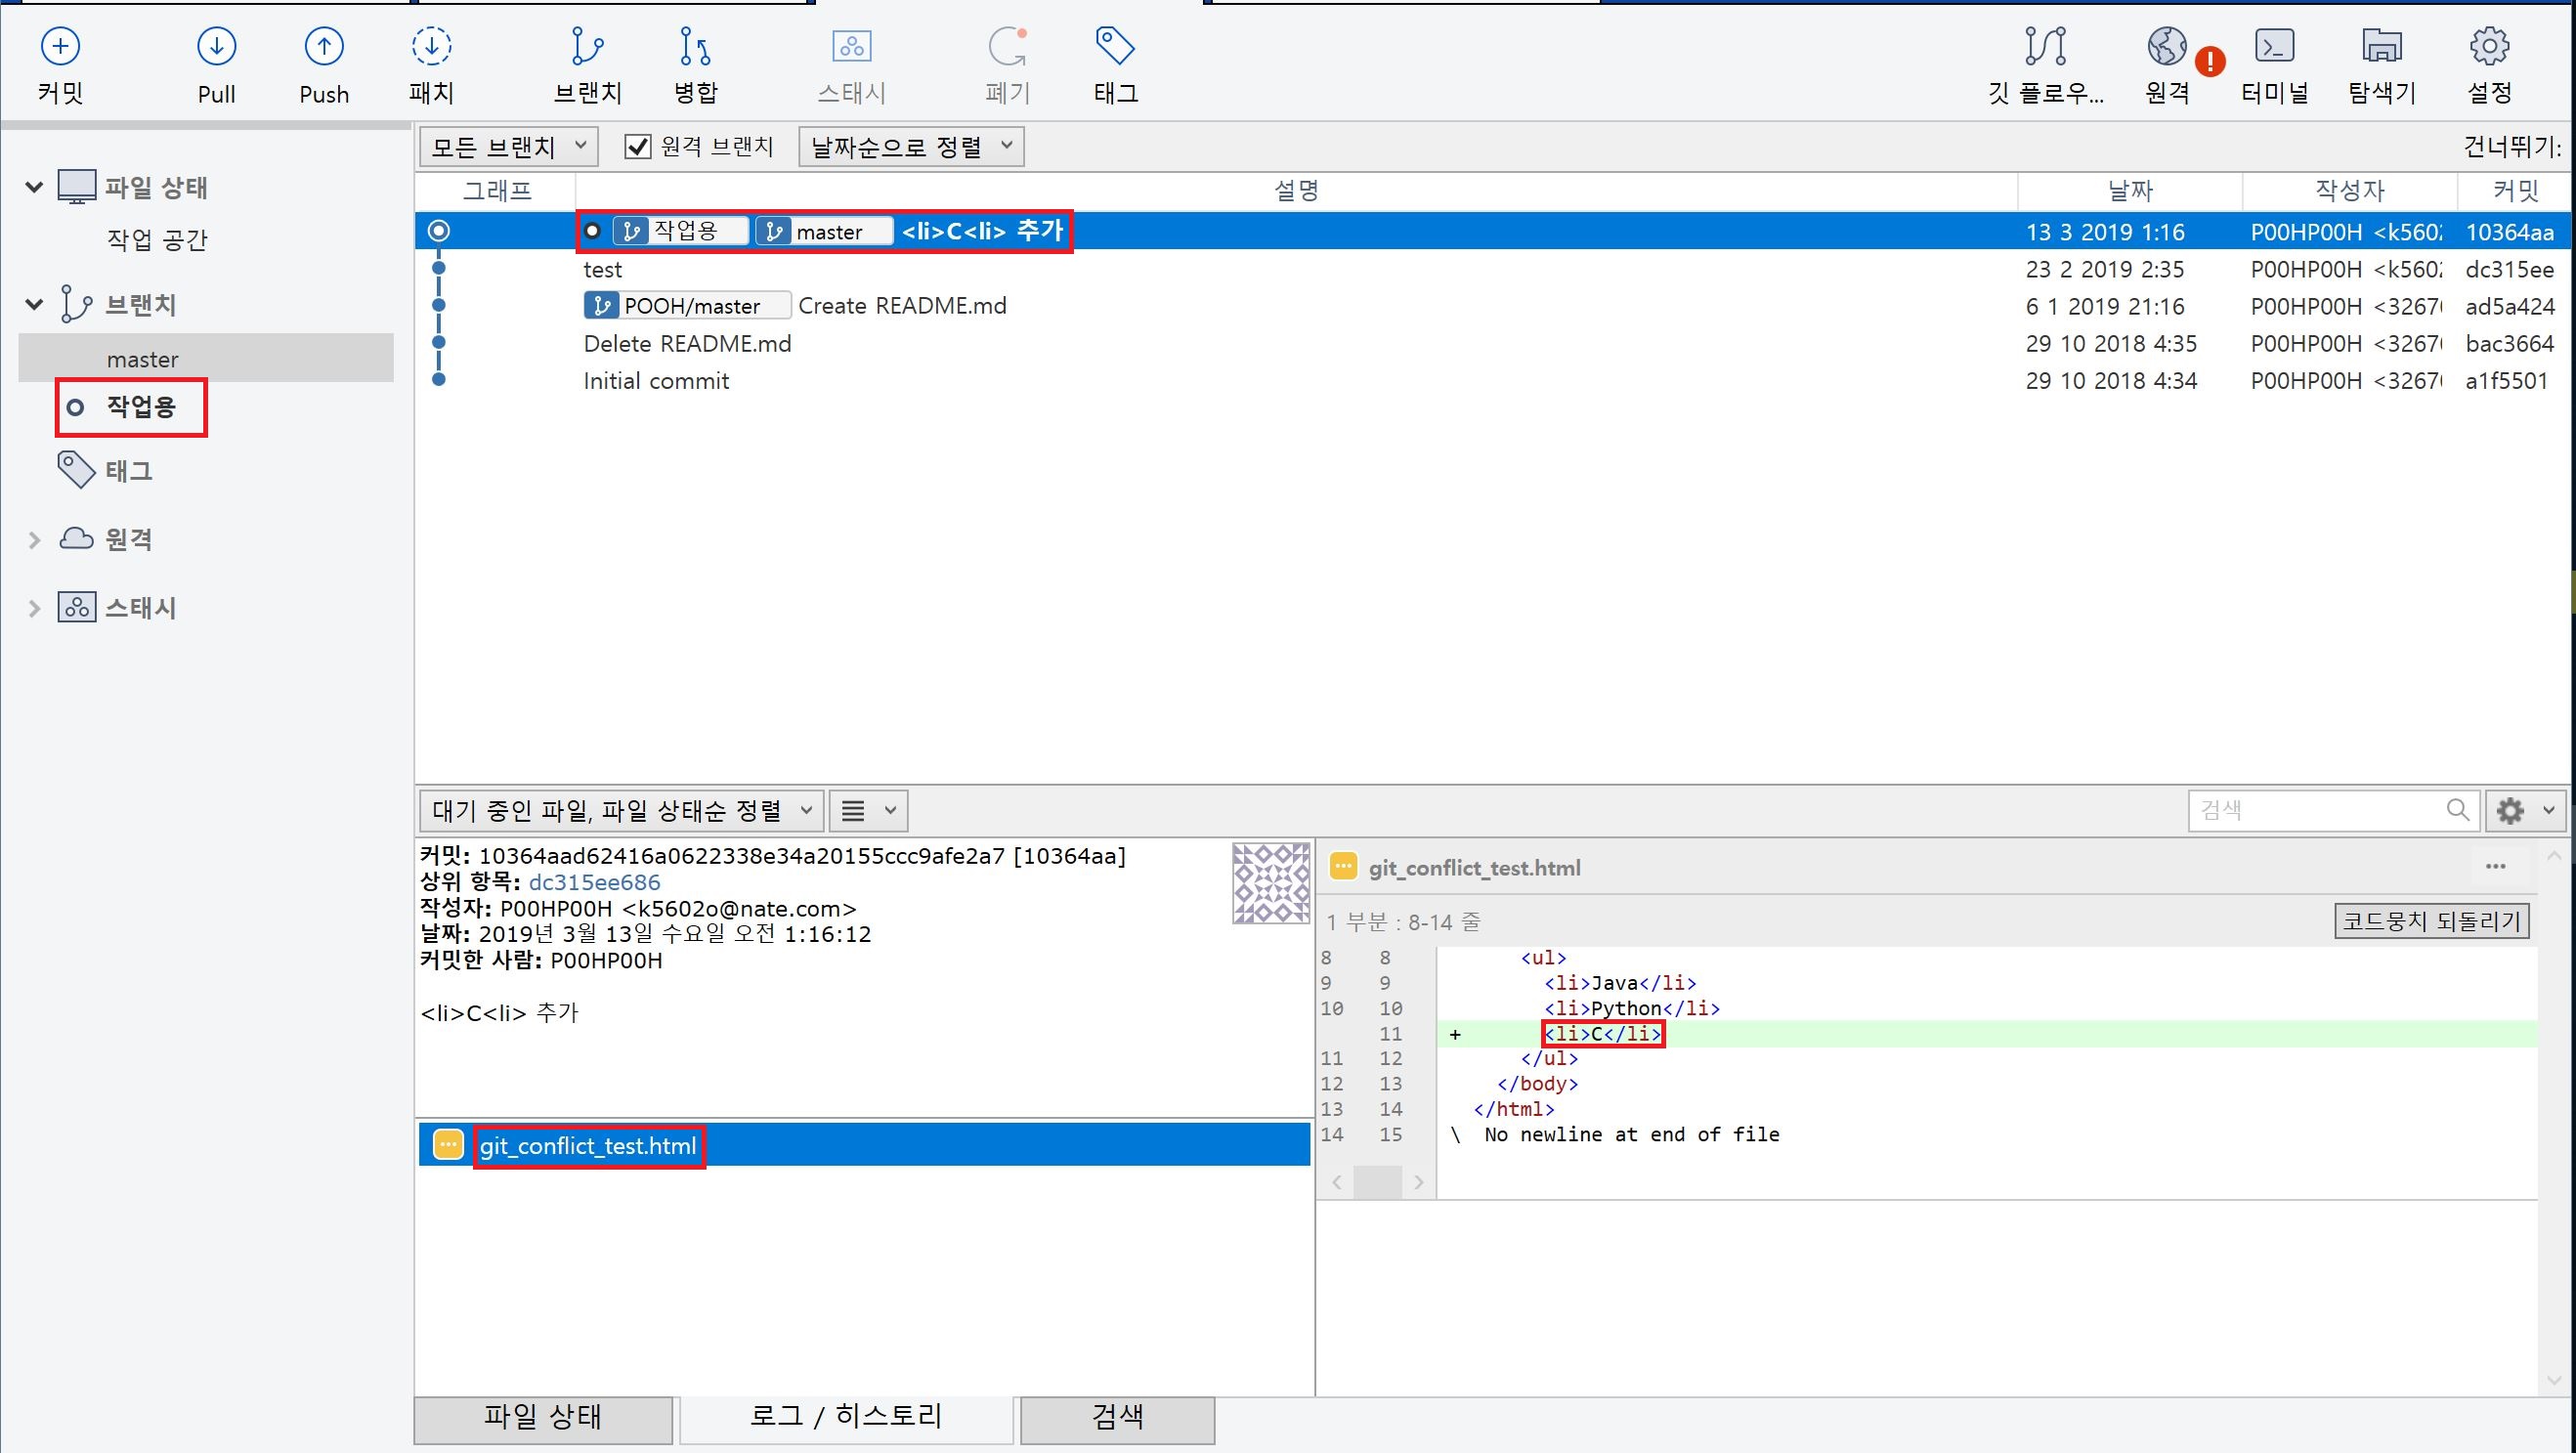 커밋 Pull Push 패치 브랜치 병합 스태시 폐기 태그 깃 플로우... 원격 터미널 탐색기 설정
파일 상태
작업 공간
브랜치
master
작업용
태그
원격
스태시
모든 브랜치 원격 브랜치 날짜순으로 정렬 건너뛰기:
그래프 설명 날짜 작성자 커밋
작업용 master <li>C<li> 추가 13 3 2019 1:16 P00HP00H <k560 10364aa
test 23 2 2019 2:35 P00HP00H <k560 dc315ee
POOH/master Create README.md 6 1 2019 21:16 P00HP00H <3267 ad5a424
Delete README.md 29 10 2018 4:35 P00HP00H <3267 bac3664
Initial commit 29 10 2018 4:34 P00HP00H <3267 a1f5501
대기 중인 파일, 파일 상태순 정렬 검색
커밋: 10364aad62416a0622338e34a20155ccc9afe2a7 [10364aa]
상위 항목: dc315ee686
작성자: P00HP00H <k5602o@nate.com>
날짜: 2019년 3월 13일 수요일 오전 1:16:12
커밋한 사람: P00HP00H
<li>C<li> 추가
git_conflict_test.html
git_conflict_test.html
1 부분 : 8-14 줄 코드뭉치 되돌리기
8 8 <ul>
9 9 <li>Java</li>
10 10 <li>Python</li>
11 + <li>C</li>
11 12 </ul>
12 13 </body>
13 14 </html>
14 15 \ No newline at end of file
파일 상태 로그 / 히스토리 검색